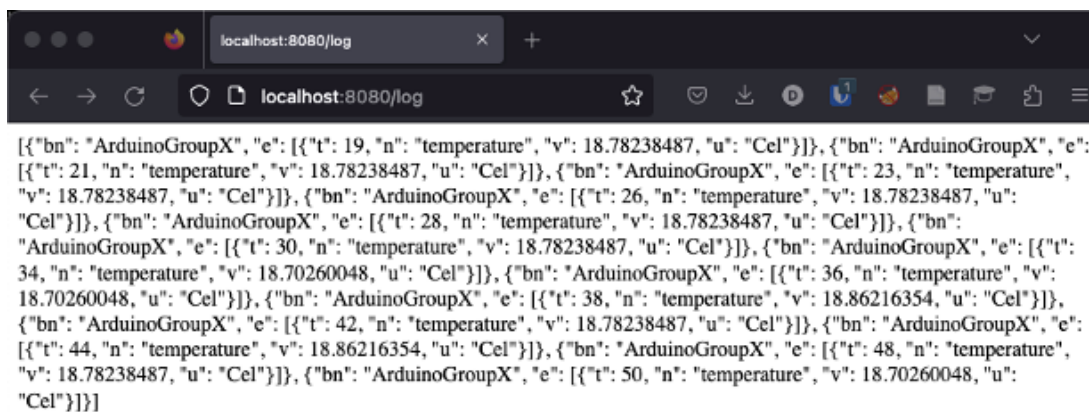 localhost:8080/log
localhost:8080/log
1
[{"bn": "ArduinoGroupX", "e": [{"t": 19, "n": "temperature", "v": 18.78238487, "u": "Cel"}]}, {"bn": "ArduinoGroupX", "e":
[{"t": 21, "n": "temperature", "v": 18.78238487, "u": "Cel"}]}, {"bn": "ArduinoGroupX", "e": [{"t": 23, "n": "temperature",
"v": 18.78238487, "u": "Cel"}]}, {"bn": "ArduinoGroupX", "e": [{"t": 26, "n": "temperature", "v": 18.78238487, "u":
"Cel"}]}, {"bn": "ArduinoGroupX", "e": [{"t": 28, "n": "temperature", "v": 18.78238487, "u": "Cel"}]}, {"bn":
"ArduinoGroupX", "e": [{"t": 30, "n": "temperature", "v": 18.78238487, "u": "Cel"}]}, {"bn": "ArduinoGroupX", "e": [{"t":
34, "n": "temperature", "v": 18.70260048, "u": "Cel"}]}, {"bn": "ArduinoGroupX", "e": [{"t": 36, "n": "temperature", "v":
18.70260048, "u": "Cel"}]}, {"bn": "ArduinoGroupX", "e": [{"t": 38, "n": "temperature", "v": 18.86216354, "u": "Cel"}]},
{"bn": "ArduinoGroupX", "e": [{"t": 42, "n": "temperature", "v": 18.78238487, "u": "Cel"}]}, {"bn": "ArduinoGroupX", "e":
[{"t": 44, "n": "temperature", "v": 18.86216354, "u": "Cel"}]}, {"bn": "ArduinoGroupX", "e": [{"t": 48, "n": "temperature",
"v": 18.78238487, "u": "Cel"}]}, {"bn": "ArduinoGroupX", "e": [{"t": 50, "n": "temperature", "v": 18.70260048, "u":
"Cel"}]}]